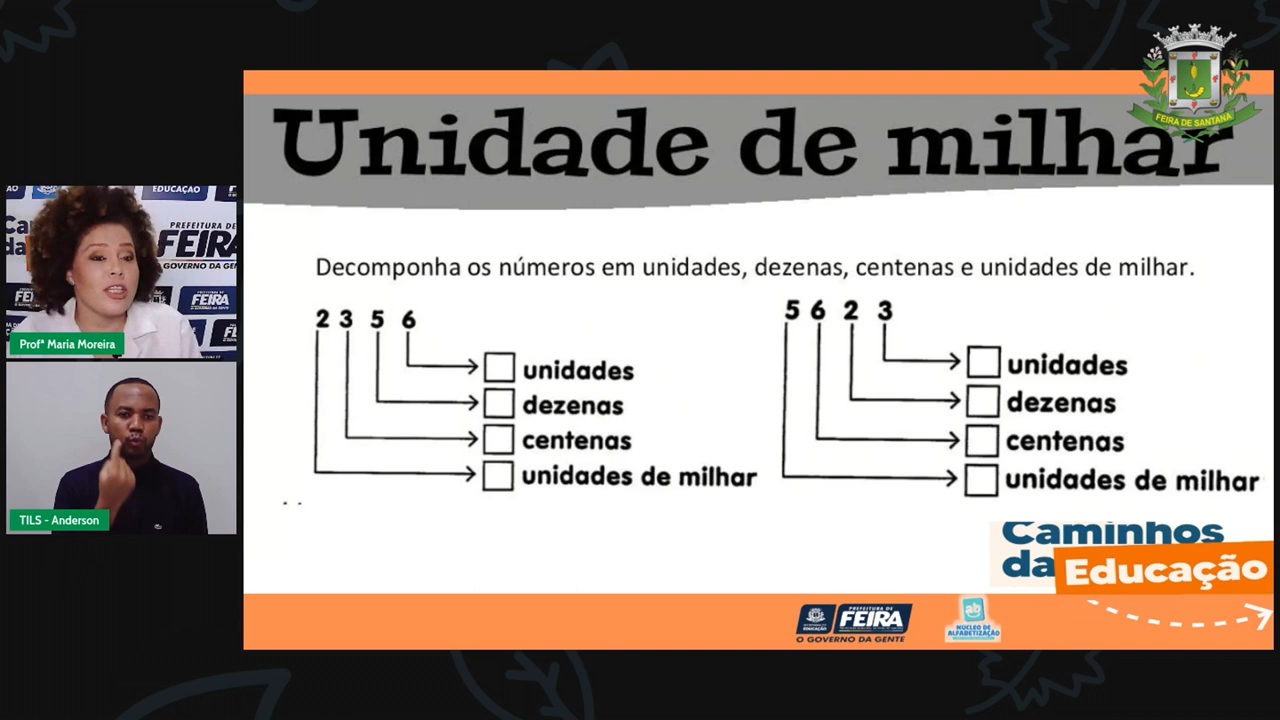 FEIRA DE SANTANA
Unidade de milhar
EDUCAÇÃO
PREFEITURA DE
FEIRA
O GOVERNO DA GENTE
FEIRA
Profª Maria Moreira
TILS - Anderson
Decomponha os números em unidades, dezenas, centenas e unidades de milhar.
2 3 5 6
unidades
dezenas
centenas
unidades de milhar
5 6 2 3
unidades
dezenas
centenas
unidades de milhar
Caminhos
da Educação
PREFEITURA DE
EDUCAÇÃO FEIRA
O GOVERNO DA GENTE
ab
NÚCLEO DE
ALFABETIZAÇÃO